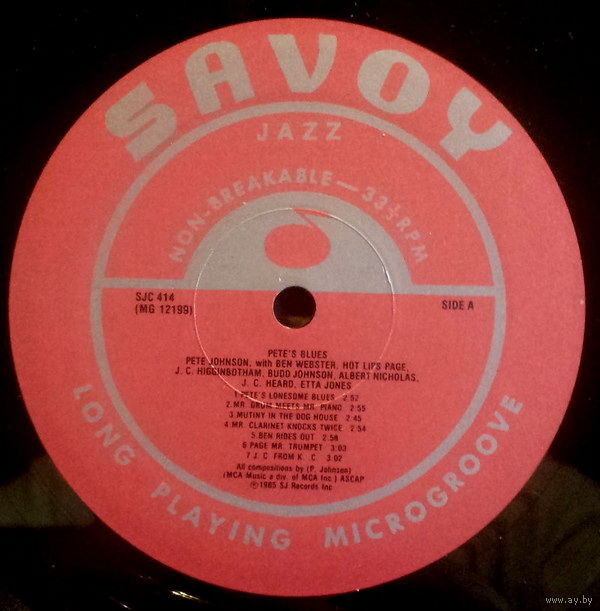 SAVOY
JAZZ
NON-BREAKABLE — 33⅓ RPM
SJC 414
(MG 12199)
SIDE A
PETE'S BLUES
PETE JOHNSON, with BEN WEBSTER, HOT LIPS PAGE,
J. C. HIGGINBOTHAM, BUDD JOHNSON, ALBERT NICHOLAS,
J. C. HEARD, ETTA JONES
1 PETE'S LONESOME BLUES 2:52
2. MR. DRUM MEETS MR. PIANO 2:55
3. MUTINY IN THE DOG HOUSE 2:45
4 MR. CLARINET KNOCKS TWICE 2:54
5 BEN RIDES OUT 2:58
6 PAGE MR. TRUMPET 3:03
7 J. C FROM K. C 3:02
All compositions by (P. Johnson)
(MCA Music a div. of MCA Inc.) ASCAP
℗ 1985 SJ Records Inc
LONG PLAYING MICROGROOVE
www.ay.by